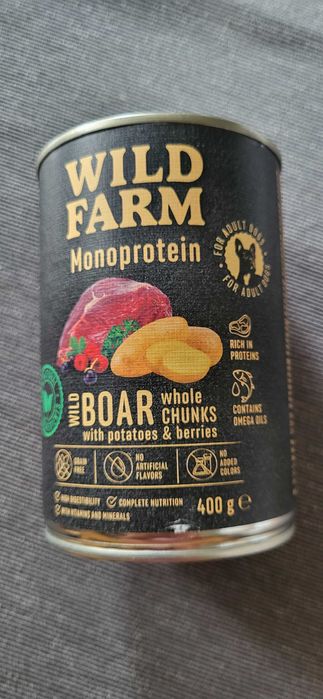 WILD
FARM
Monoprotein
FOR ADULT DOGS
FOR ADULT DOGS
RICH IN
PROTEINS
CONTAINS
OMEGA OILS
WILD BOAR whole
CHUNKS
with potatoes & berries
GRAIN
FREE
NO
ARTIFICIAL
FLAVORS
NO
ADDED
COLORS
HIGH DIGESTIBILITY
COMPLETE NUTRITION
WITH VITAMINS AND MINERALS
400 g e